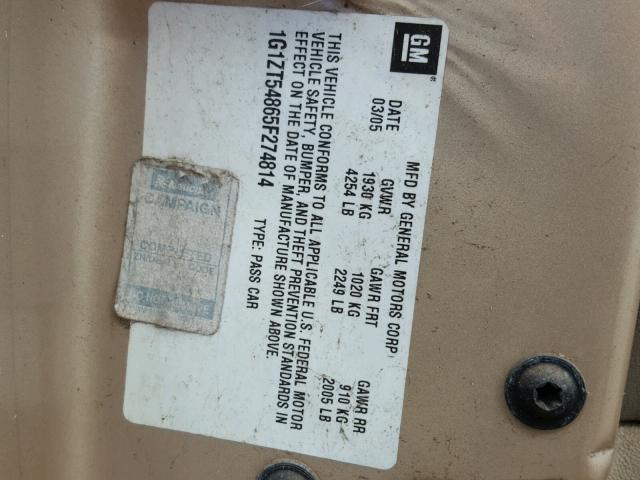 GM
MFD BY GENERAL MOTORS CORP
DATE GVWR GAWR FRT GAWR RR
03/05 1930 KG 1020 KG 910 KG
4254 LB 2249 LB 2005 LB
THIS VEHICLE CONFORMS TO ALL APPLICABLE U.S. FEDERAL MOTOR
VEHICLE SAFETY, BUMPER, AND THEFT PREVENTION STANDARDS IN
EFFECT ON THE DATE OF MANUFACTURE SHOWN ABOVE.
1G1ZT54865F274814 TYPE: PASS CAR
CAMPAIGN
COMPLETED
CODE